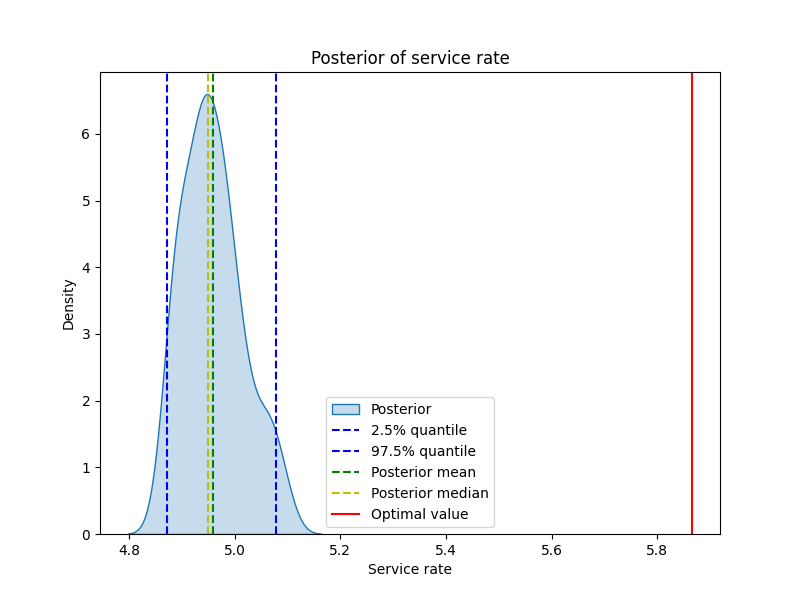 Posterior of service rate
Density
6
5
4
3
2
1
0
Posterior
2.5% quantile
97.5% quantile
Posterior mean
Posterior median
Optimal value
4.8 5.0 5.2 5.4 5.6 5.8
Service rate